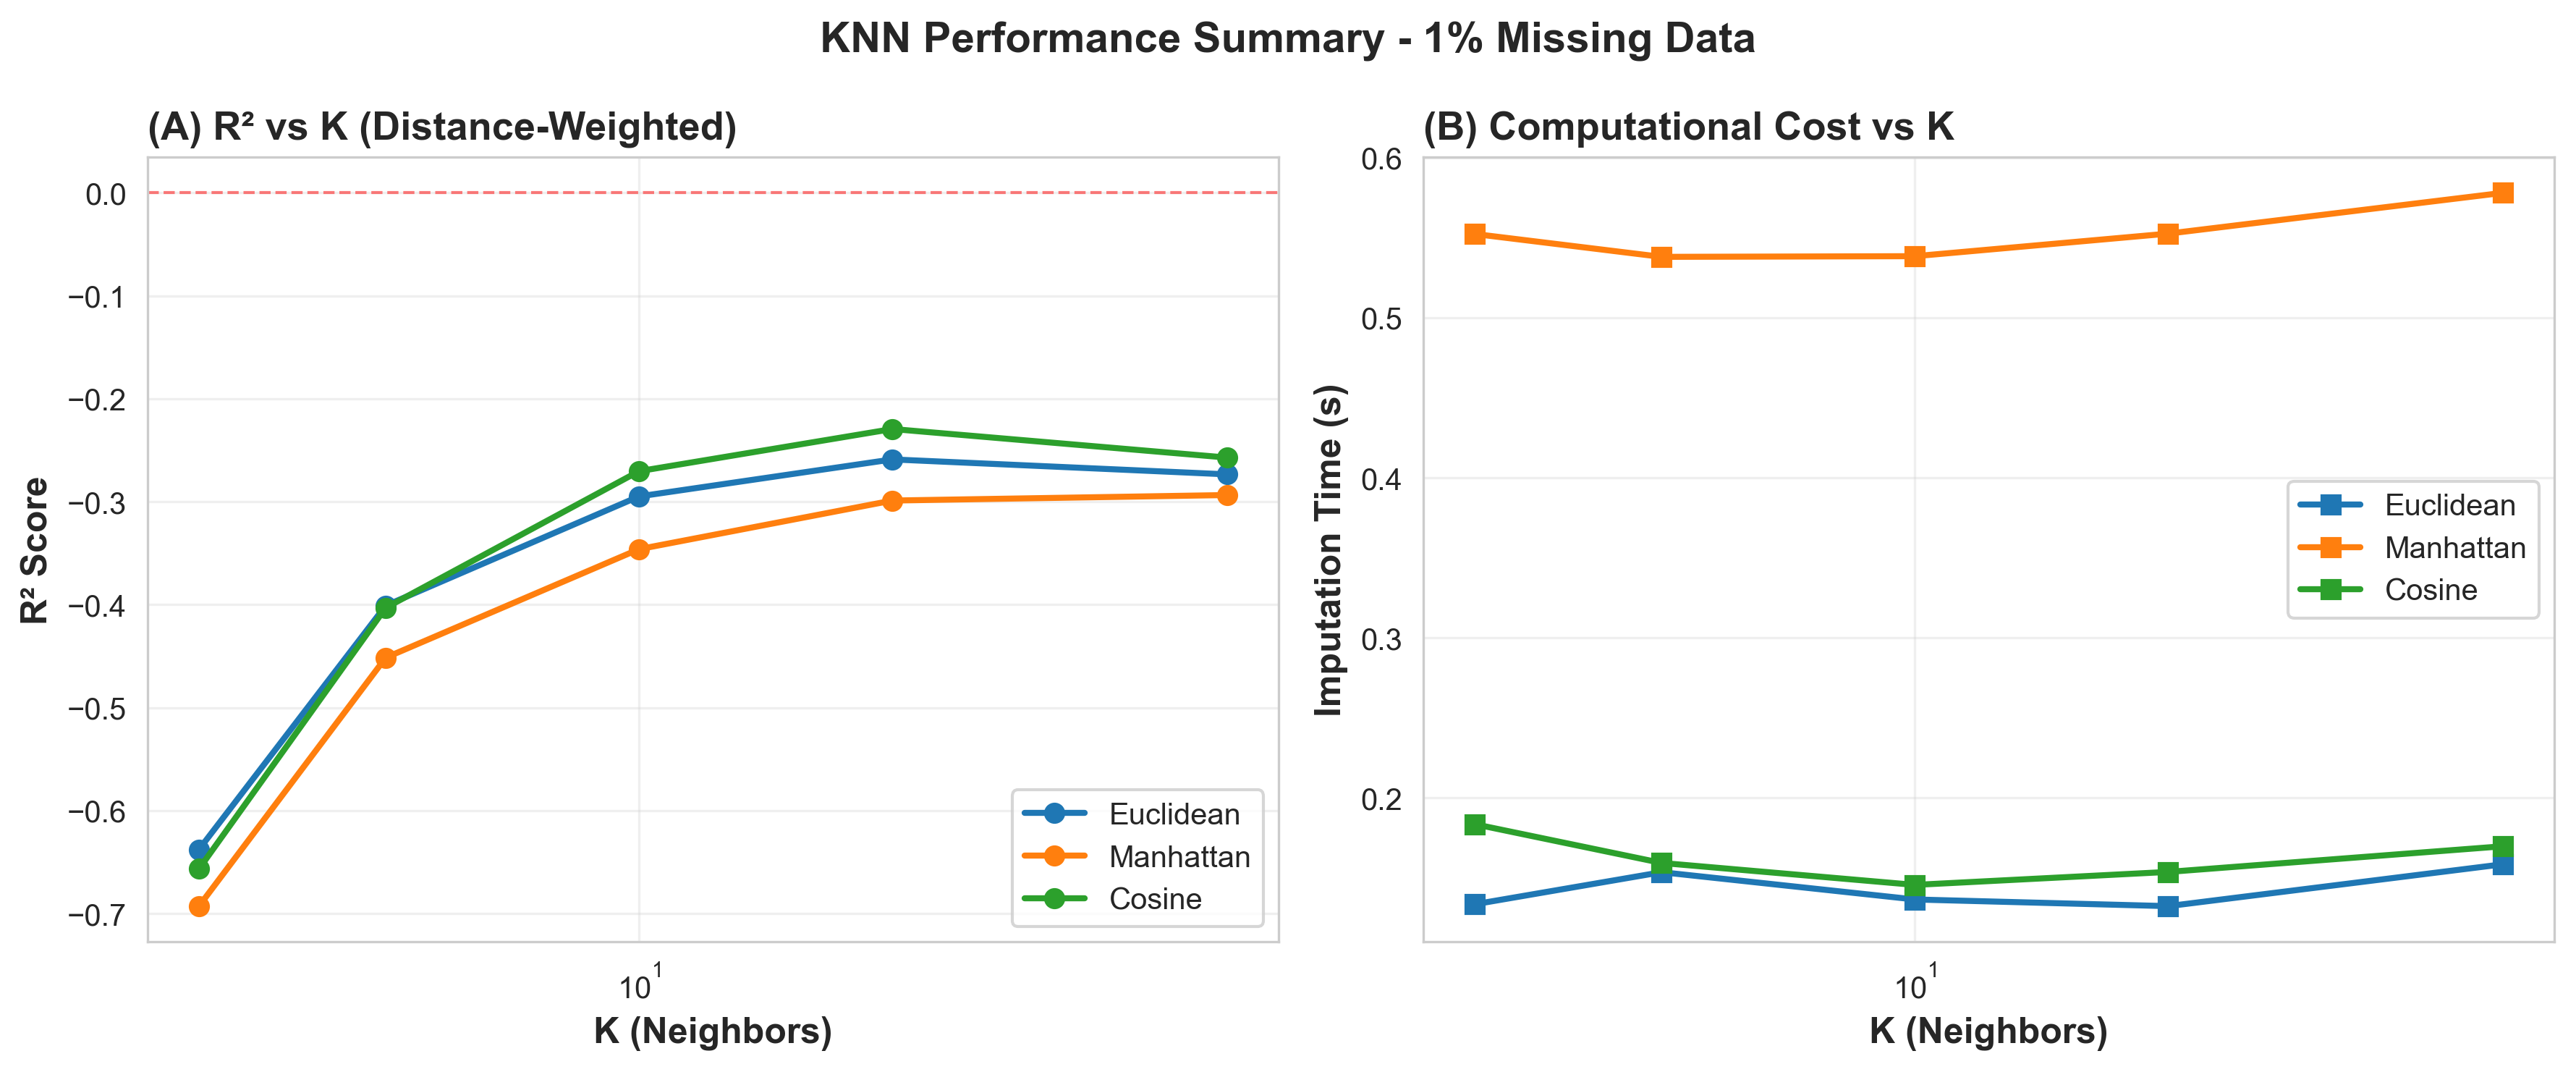 KNN Performance Summary - 1% Missing Data
(A) R² vs K (Distance-Weighted)
R² Score
0.0
−0.1
−0.2
−0.3
−0.4
−0.5
−0.6
−0.7
Euclidean
Manhattan
Cosine
10¹
K (Neighbors)
(B) Computational Cost vs K
Imputation Time (s)
0.6
0.5
0.4
0.3
0.2
Euclidean
Manhattan
Cosine
10¹
K (Neighbors)